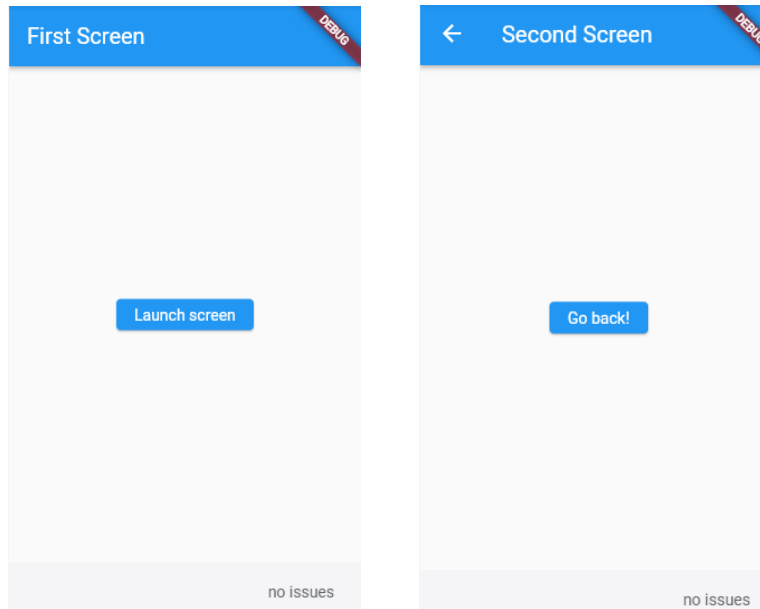 First Screen
DEBUG
Launch screen
no issues
Second Screen
DEBUG
Go back!
no issues